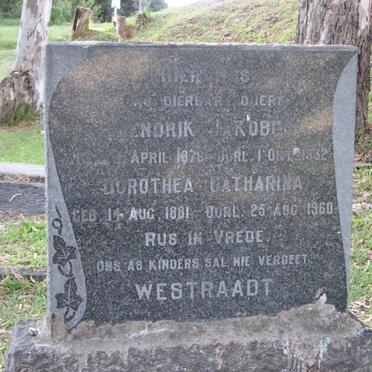 HIER RUS
ONS DIERBARE OUERS
HENDRIK JAKOBUS
APRIL 1875 - OORL. 1 OKT. 1932
DOROTHEA CATHARINA
GEB. 14 AUG. 1881 - OORL. 25 AUG. 1960
RUS IN VREDE.
ONS AS KINDERS SAL NIE VERGEET.
WESTRAADT